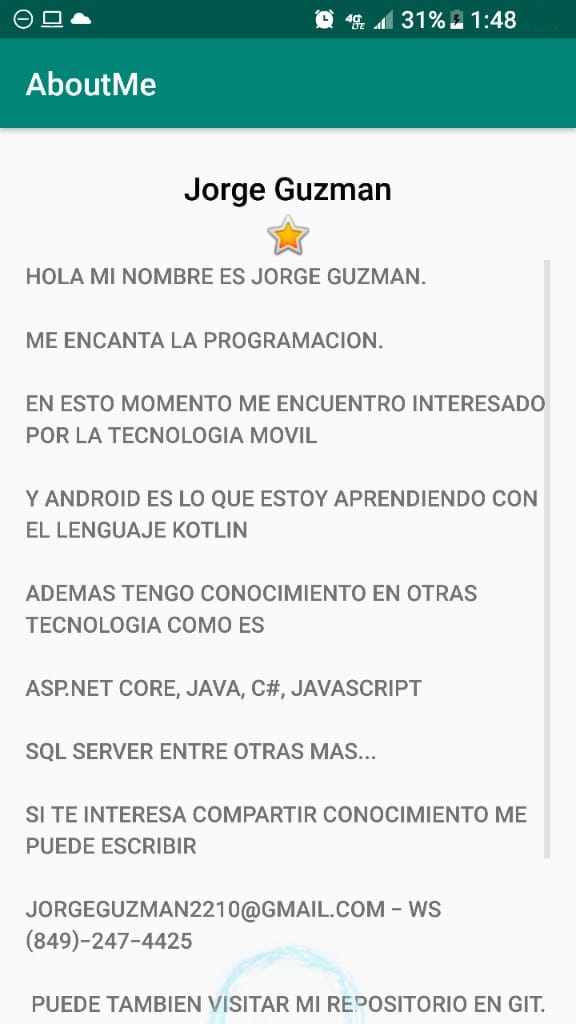 4G LTE 31% 1:48
AboutMe
Jorge Guzman
HOLA MI NOMBRE ES JORGE GUZMAN.
ME ENCANTA LA PROGRAMACION.
EN ESTO MOMENTO ME ENCUENTRO INTERESADO
POR LA TECNOLOGIA MOVIL
Y ANDROID ES LO QUE ESTOY APRENDIENDO CON
EL LENGUAJE KOTLIN
ADEMAS TENGO CONOCIMIENTO EN OTRAS
TECNOLOGIA COMO ES
ASP.NET CORE, JAVA, C#, JAVASCRIPT
SQL SERVER ENTRE OTRAS MAS...
SI TE INTERESA COMPARTIR CONOCIMIENTO ME
PUEDE ESCRIBIR
JORGEGUZMAN2210@GMAIL.COM - WS
(849)-247-4425
PUEDE TAMBIEN VISITAR MI REPOSITORIO EN GIT.